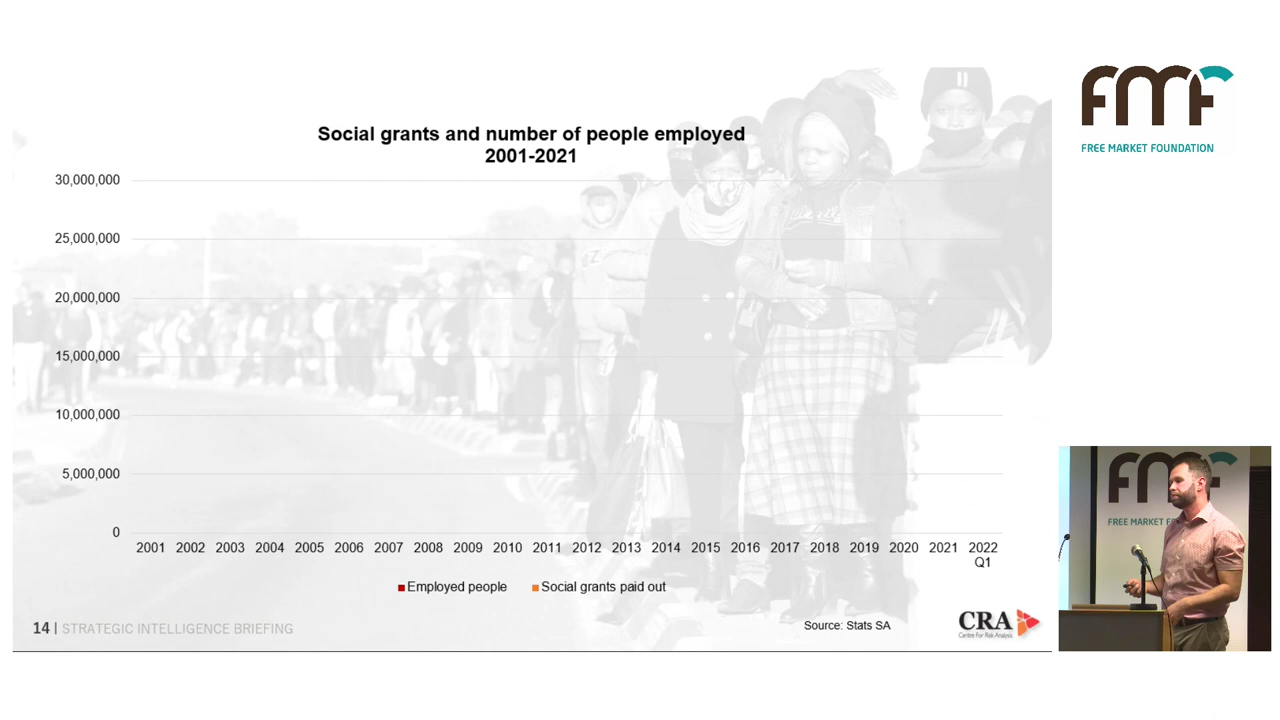 Social grants and number of people employed
2001-2021
30,000,000
25,000,000
20,000,000
15,000,000
10,000,000
5,000,000
0
2001 2002 2003 2004 2005 2006 2007 2008 2009 2010 2011 2012 2013 2014 2015 2016 2017 2018 2019 2020 2021 2022
Q1
Employed people Social grants paid out
14 | STRATEGIC INTELLIGENCE BRIEFING
Source: Stats SA
CRA
Centre For Risk Analysis
FMF
FREE MARKET FOUNDATION
FMF
FREE MARKET